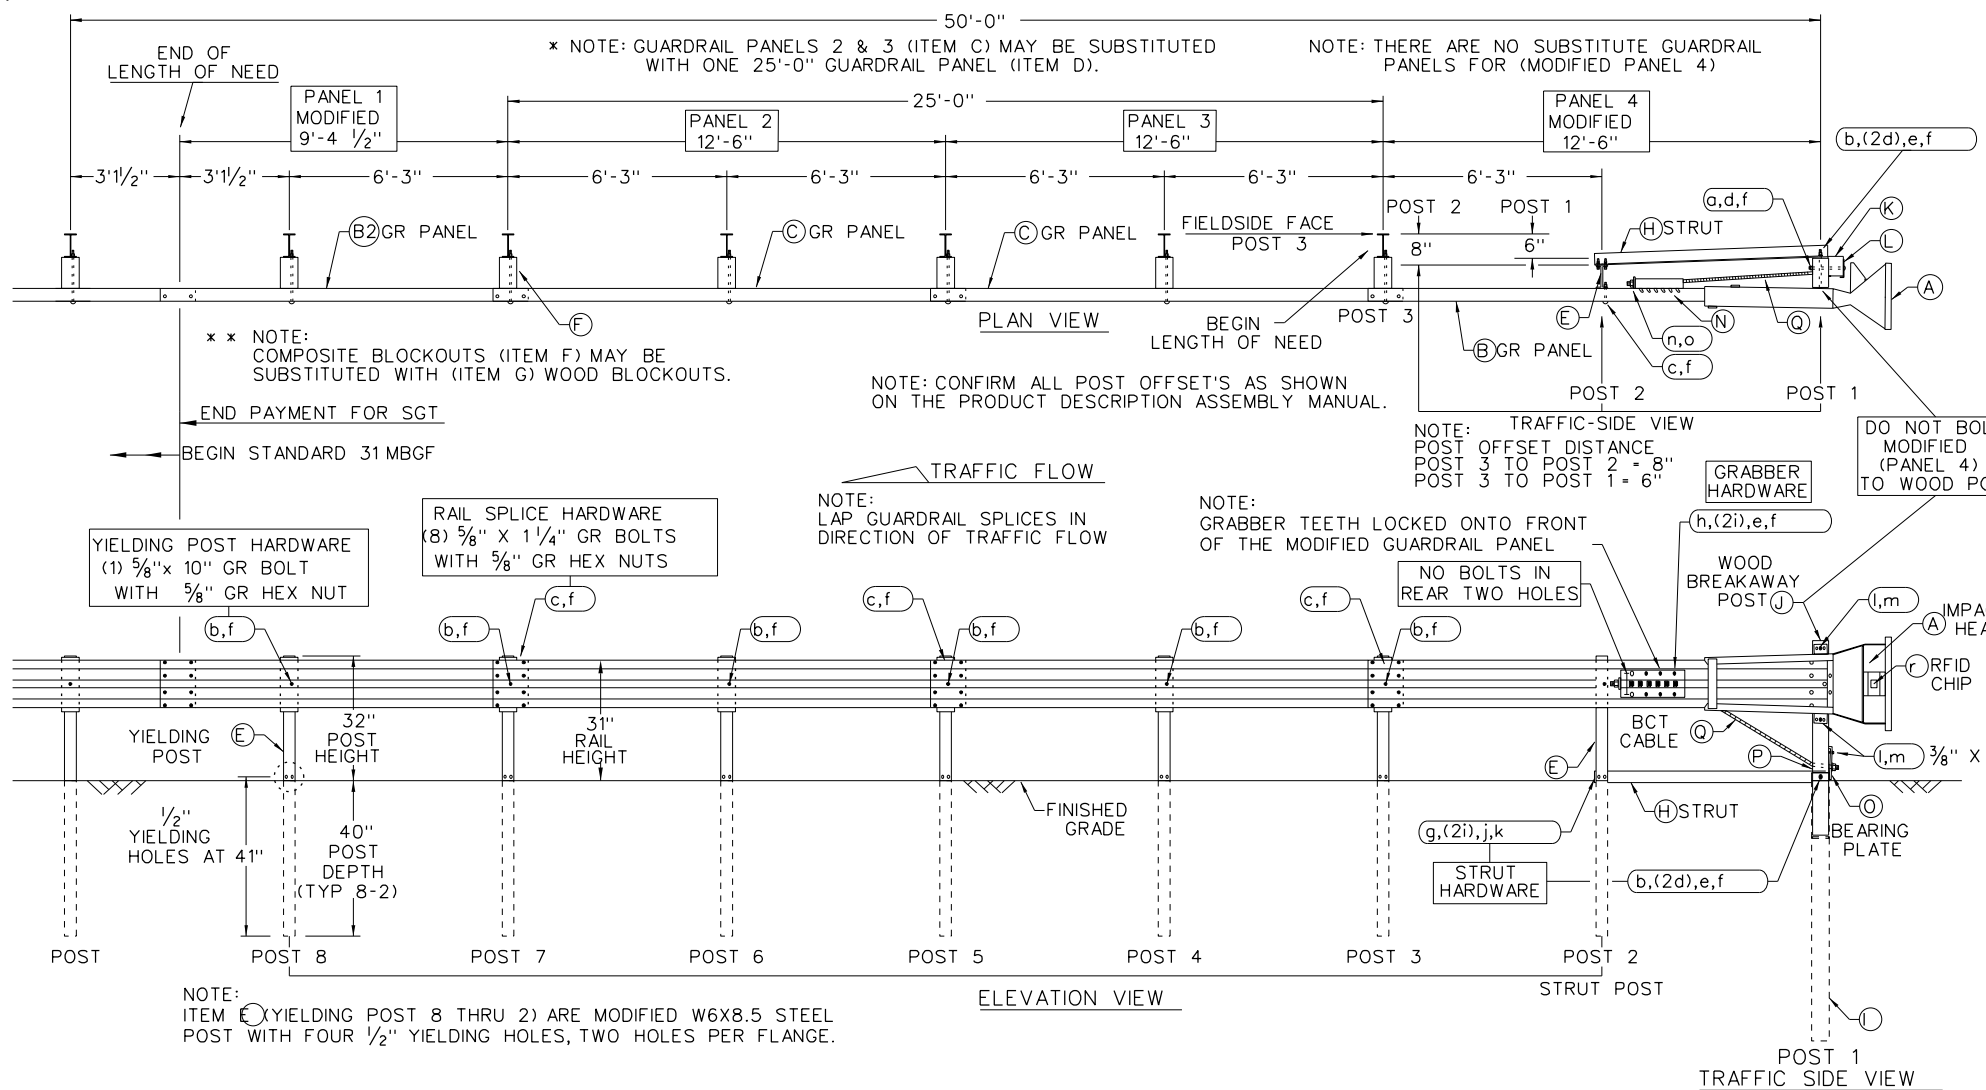 50'-0"
END OF
LENGTH OF NEED
* NOTE: GUARDRAIL PANELS 2 & 3 (ITEM C) MAY BE SUBSTITUTED
WITH ONE 25'-0" GUARDRAIL PANEL (ITEM D).
NOTE: THERE ARE NO SUBSTITUTE GUARDRAIL
PANELS FOR (MODIFIED PANEL 4)
PANEL 1
MODIFIED
9'-4 1/2"
25'-0"
PANEL 2
12'-6"
PANEL 3
12'-6"
PANEL 4
MODIFIED
12'-6"
b,(2d),e,f
3'1/2"
3'1/2"
6'-3"
6'-3"
6'-3"
6'-3"
6'-3"
6'-3"
POST 2
8"
POST 1
6"
a,d,f
K
L
B2 GR PANEL
C GR PANEL
C GR PANEL
FIELDSIDE FACE
POST 3
H STRUT
A
F
PLAN VIEW
BEGIN
LENGTH OF NEED
POST 3
B GR PANEL
E
N
Q
n,o
c,f
* * NOTE:
COMPOSITE BLOCKOUTS (ITEM F) MAY BE
SUBSTITUTED WITH (ITEM G) WOOD BLOCKOUTS.
NOTE: CONFIRM ALL POST OFFSET'S AS SHOWN
ON THE PRODUCT DESCRIPTION ASSEMBLY MANUAL.
POST 2
POST 1
TRAFFIC-SIDE VIEW
END PAYMENT FOR SGT
BEGIN STANDARD 31 MBGF
NOTE:
POST OFFSET DISTANCE
POST 3 TO POST 2 = 8"
POST 3 TO POST 1 = 6"
DO NOT BOL
MODIFIED
(PANEL 4)
TO WOOD PO
TRAFFIC FLOW
NOTE:
LAP GUARDRAIL SPLICES IN
DIRECTION OF TRAFFIC FLOW
NOTE:
GRABBER TEETH LOCKED ONTO FRONT
OF THE MODIFIED GUARDRAIL PANEL
GRABBER
HARDWARE
h,(2i),e,f
YIELDING POST HARDWARE
(1) 5/8"x 10" GR BOLT
WITH 5/8" GR HEX NUT
RAIL SPLICE HARDWARE
(8) 5/8" X 1 1/4" GR BOLTS
WITH 5/8" GR HEX NUTS
NO BOLTS IN
REAR TWO HOLES
WOOD
BREAKAWAY
POST J
l,m
b,f
b,f
c,f
b,f
c,f
b,f
b,f
c,f
b,f
A IMPA
HEA
r RFID
CHIP
YIELDING
POST
E
32"
POST
HEIGHT
31"
RAIL
HEIGHT
BCT
CABLE
Q
E
P
l,m 3/8" X
1/2"
YIELDING
HOLES AT 41"
40"
POST
DEPTH
(TYP 8-2)
FINISHED
GRADE
H STRUT
O
BEARING
PLATE
g,(2i),j,k
STRUT
HARDWARE
b,(2d),e,f
POST
POST 8
POST 7
POST 6
POST 5
POST 4
POST 3
POST 2
STRUT POST
ELEVATION VIEW
NOTE:
ITEM E (YIELDING POST 8 THRU 2) ARE MODIFIED W6X8.5 STEEL
POST WITH FOUR 1/2" YIELDING HOLES, TWO HOLES PER FLANGE.
I
POST 1
TRAFFIC SIDE VIEW